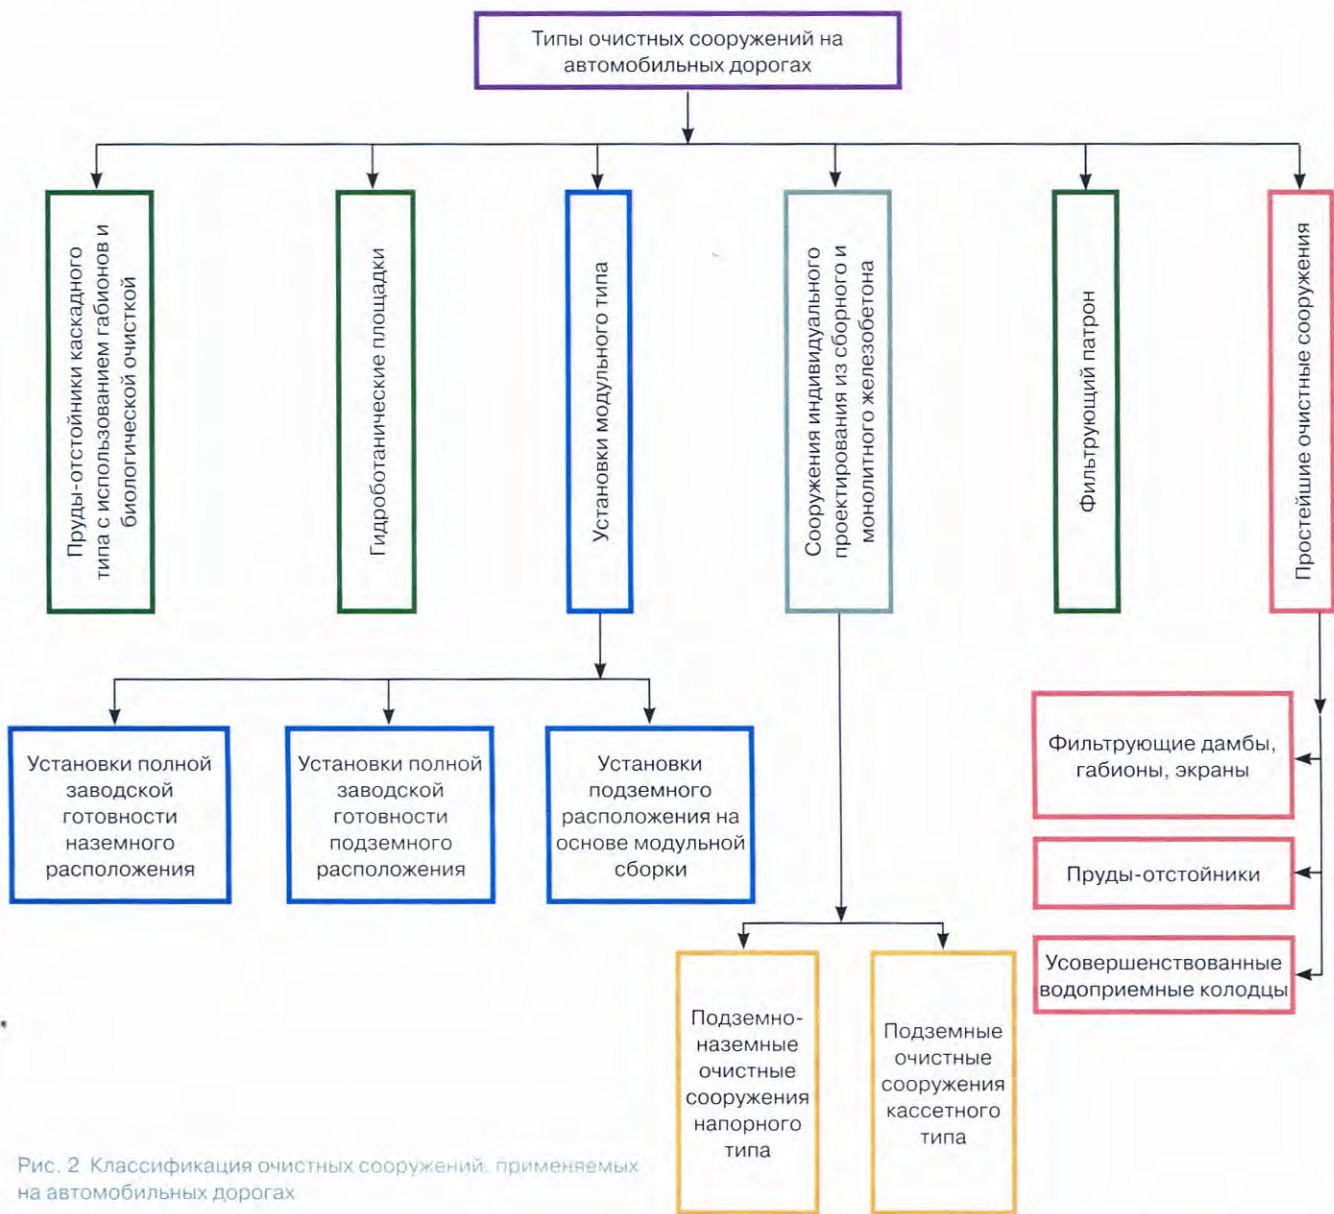 Типы очистных сооружений на
автомобильных дорогах
Пруды-отстойники каскадного
типа с использованием габионов и
биологической очисткой
Гидроботанические площадки
Установки модульного типа
Сооружения индивидуального
проектирования из сборного и
монолитного железобетона
Фильтрующий патрон
Простейшие очистные сооружения
Установки полной
заводской
готовности
наземного
расположения
Установки полной
заводской
готовности
подземного
расположения
Установки
подземного
расположения на
основе модульной
сборки
Фильтрующие дамбы,
габионы, экраны
Пруды-отстойники
Усовершенствованные
водоприемные колодцы
Подземно-
наземные
очистные
сооружения
напорного
типа
Подземные
очистные
сооружения
кассетного
типа
Рис. 2 Классификация очистных сооружений, применяемых
на автомобильных дорогах